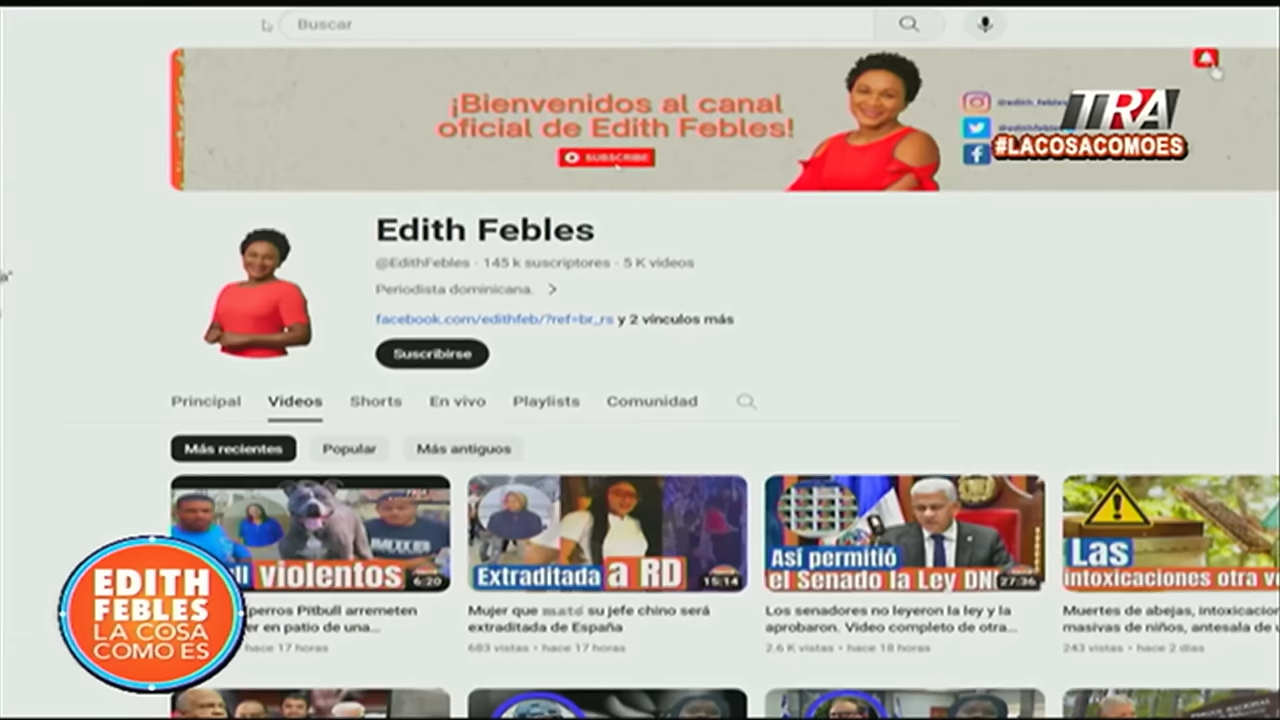 Buscar
¡Bienvenidos al canal
oficial de Edith Febles!
SUBSCRIBE
TRA
#LACOSACOMOES
Edith Febles
@EdithFebles · 145 k suscriptores · 5 K videos
Periodista dominicana.
facebook.com/edithfeb/?ref=br_rs y 2 vínculos más
Suscribirse
Principal Videos Shorts En vivo Playlists Comunidad
Más recientes Popular Más antiguos
violentos 6:20
Extraditada a RD 15:14
Así permitió
el Senado la Ley DNI 27:36
Las
intoxicaciones otra
perros Pitbull arremeten
en patio de una...
hace 17 horas
Mujer que mató su jefe chino será
extraditada de España
683 vistas • hace 17 horas
Los senadores no leyeron la ley y la
aprobaron. Video completo de otra...
2.6 K vistas • hace 18 horas
Muertes de abejas,
masivas de niños, antesala de
243 vistas • hace 2 días
EDITH
FEBLES
LA COSA
COMO ES